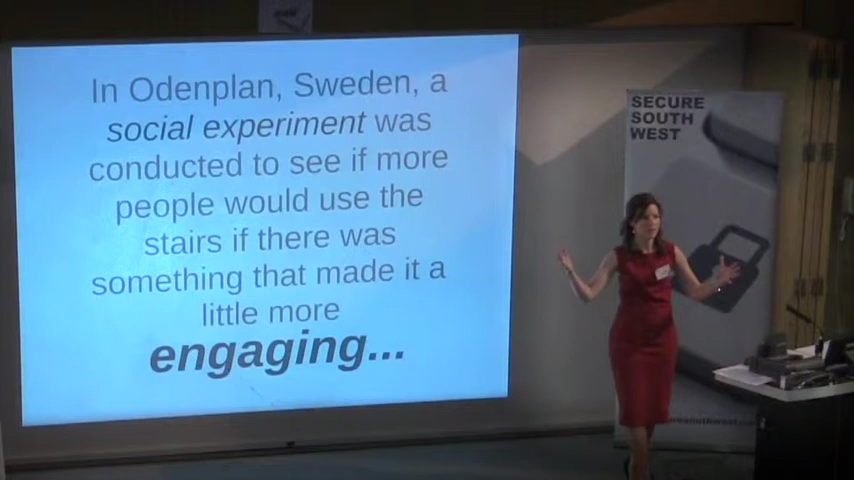 In Odenplan, Sweden, a
social experiment was
conducted to see if more
people would use the
stairs if there was
something that made it a
little more
engaging...
SECURE
SOUTH
WEST